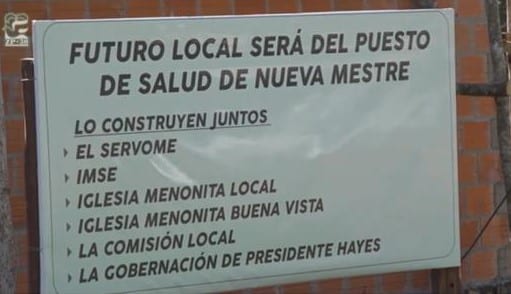 FUTURO LOCAL SERÁ DEL PUESTO
DE SALUD DE NUEVA MESTRE
LO CONSTRUYEN JUNTOS
EL SERVOME
IMSE
IGLESIA MENONITA LOCAL
IGLESIA MENONITA BUENA VISTA
LA COMISIÓN LOCAL
LA GOBERNACIÓN DE PRESIDENTE HAYES